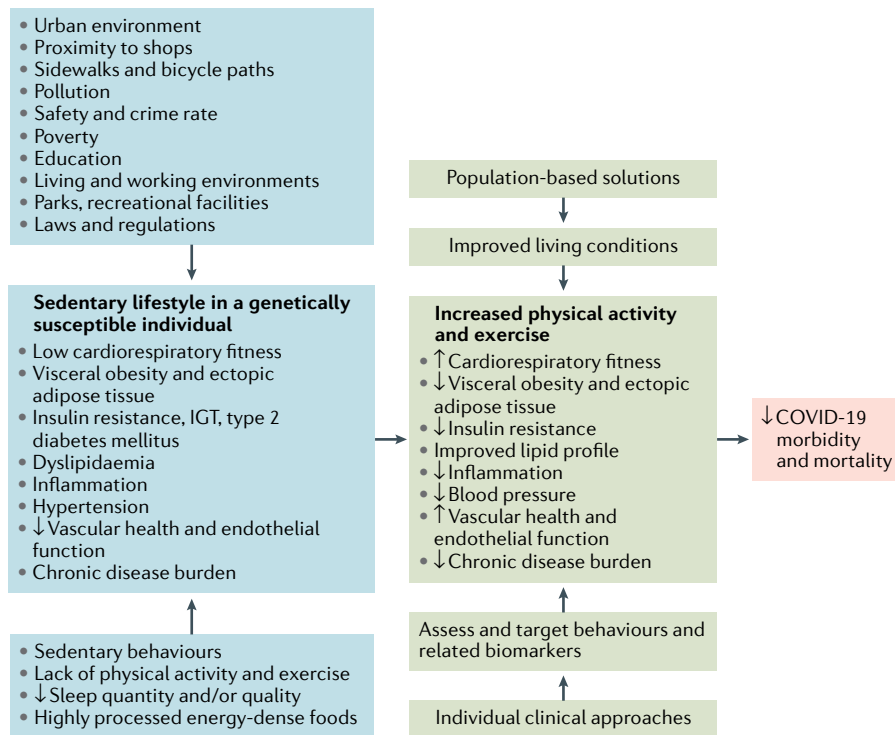 • Urban environment
• Proximity to shops
• Sidewalks and bicycle paths
• Pollution
• Safety and crime rate
• Poverty
• Education
• Living and working environments
• Parks, recreational facilities
• Laws and regulations
Sedentary lifestyle in a genetically
susceptible individual
• Low cardiorespiratory fitness
• Visceral obesity and ectopic
adipose tissue
• Insulin resistance, IGT, type 2
diabetes mellitus
• Dyslipidaemia
• Inflammation
• Hypertension
• ↓Vascular health and endothelial
function
• Chronic disease burden
• Sedentary behaviours
• Lack of physical activity and exercise
• ↓Sleep quantity and/or quality
• Highly processed energy-dense foods
Population-based solutions
Improved living conditions
Increased physical activity
and exercise
• ↑Cardiorespiratory fitness
• ↓Visceral obesity and ectopic
adipose tissue
• ↓Insulin resistance
• Improved lipid profile
• ↓Inflammation
• ↓Blood pressure
• ↑Vascular health and
endothelial function
• ↓Chronic disease burden
Assess and target behaviours and
related biomarkers
Individual clinical approaches
↓COVID-19
morbidity
and mortality